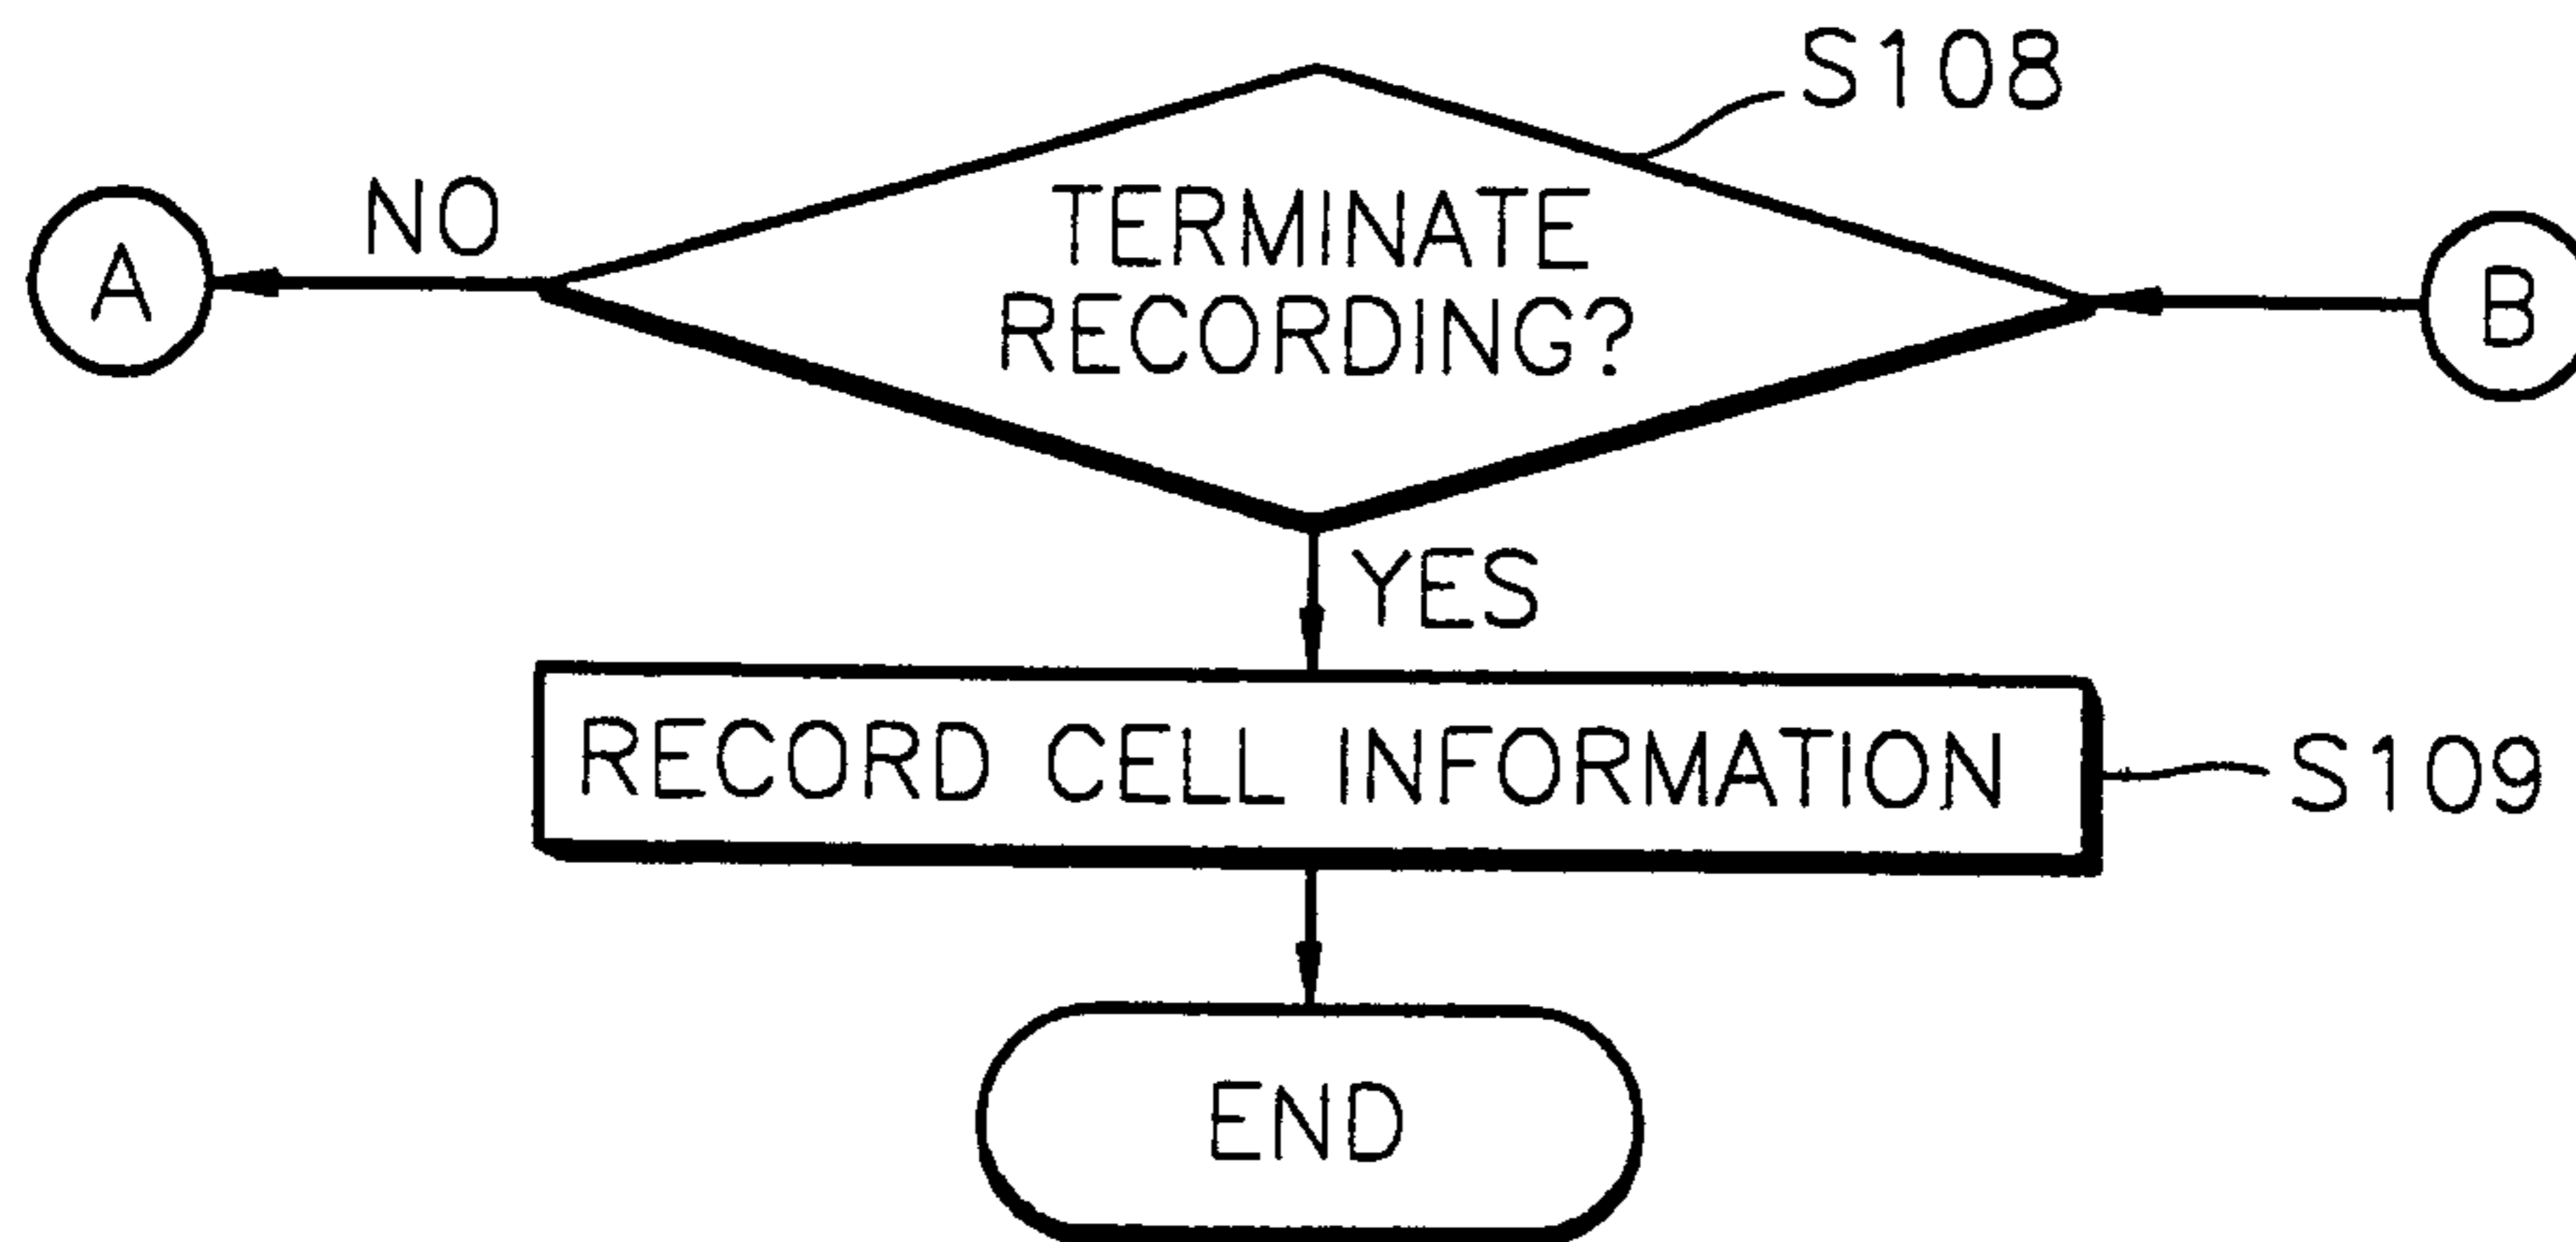 S108
NO
TERMINATE
RECORDING?
A
B
YES
RECORD CELL INFORMATION
S109
END